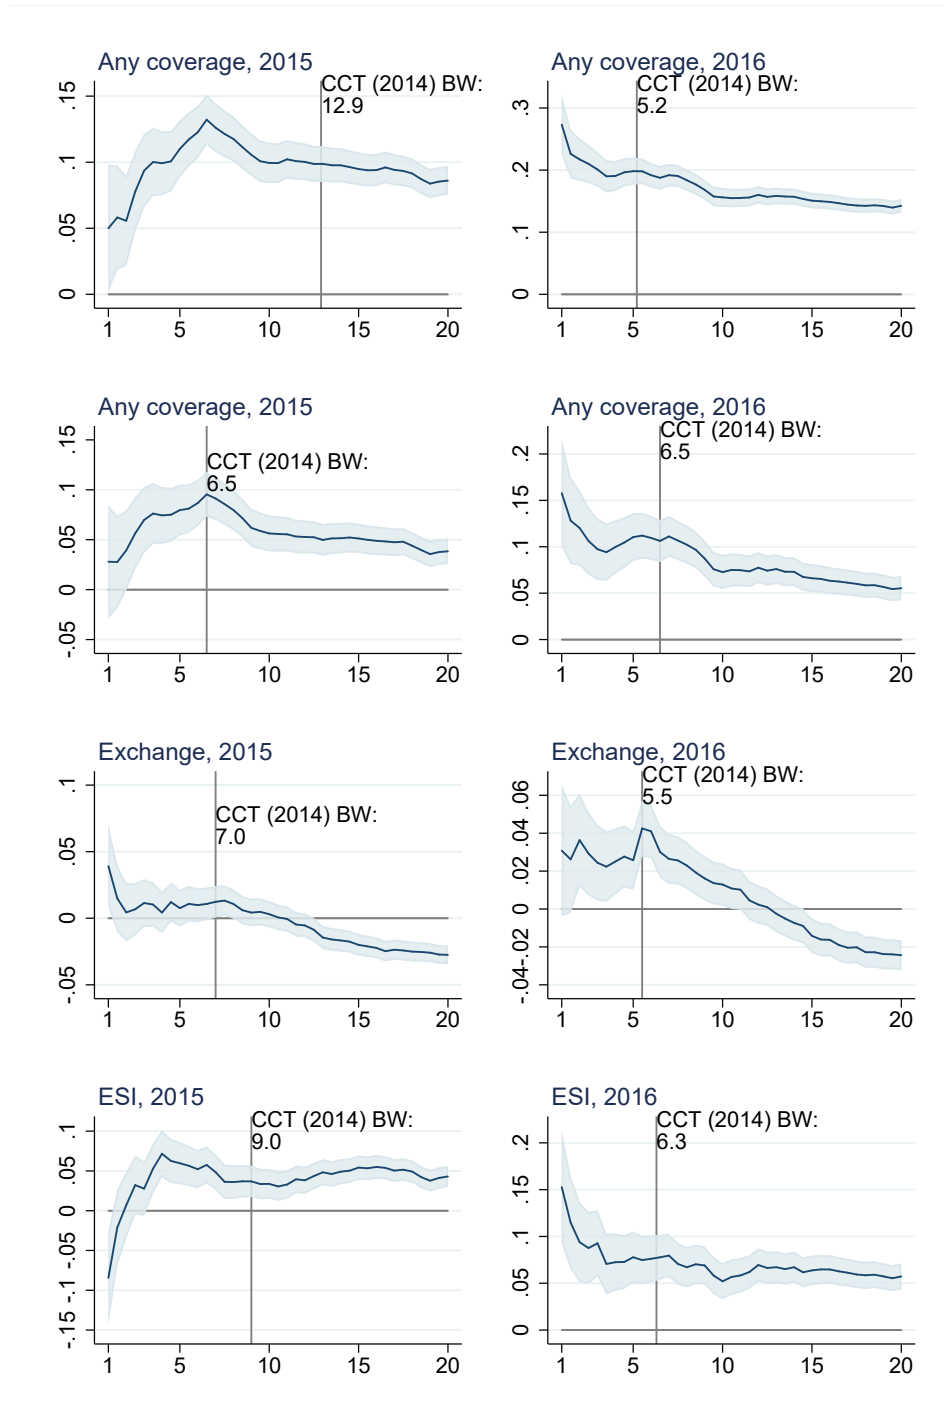 Any coverage, 2015
CCT (2014) BW:
12.9
.15
.1
.05
0
1 5 10 15 20
Any coverage, 2016
CCT (2014) BW:
5.2
.3
.2
.1
0
1 5 10 15 20
Any coverage, 2015
CCT (2014) BW:
6.5
.15
.1
.05
0
-.05
1 5 10 15 20
Any coverage, 2016
CCT (2014) BW:
6.5
.2
.15
.1
.05
0
1 5 10 15 20
Exchange, 2015
CCT (2014) BW:
7.0
.1
.05
0
-.05
1 5 10 15 20
Exchange, 2016
CCT (2014) BW:
5.5
.06
.04
.02
0
-.02
-.04
1 5 10 15 20
ESI, 2015
CCT (2014) BW:
9.0
.1
.05
0
-.05
-.1
-.15
1 5 10 15 20
ESI, 2016
CCT (2014) BW:
6.3
.2
.15
.1
.05
0
1 5 10 15 20